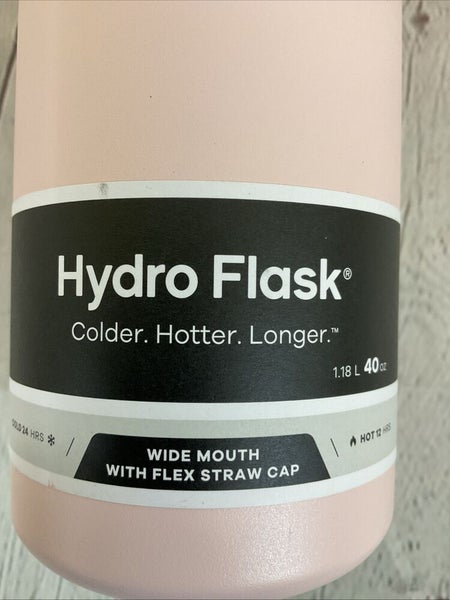 Hydro Flask®
Colder. Hotter. Longer.™
1.18 L 40 oz
COLD 24 HRS / WIDE MOUTH WITH FLEX STRAW CAP / HOT 12 HRS